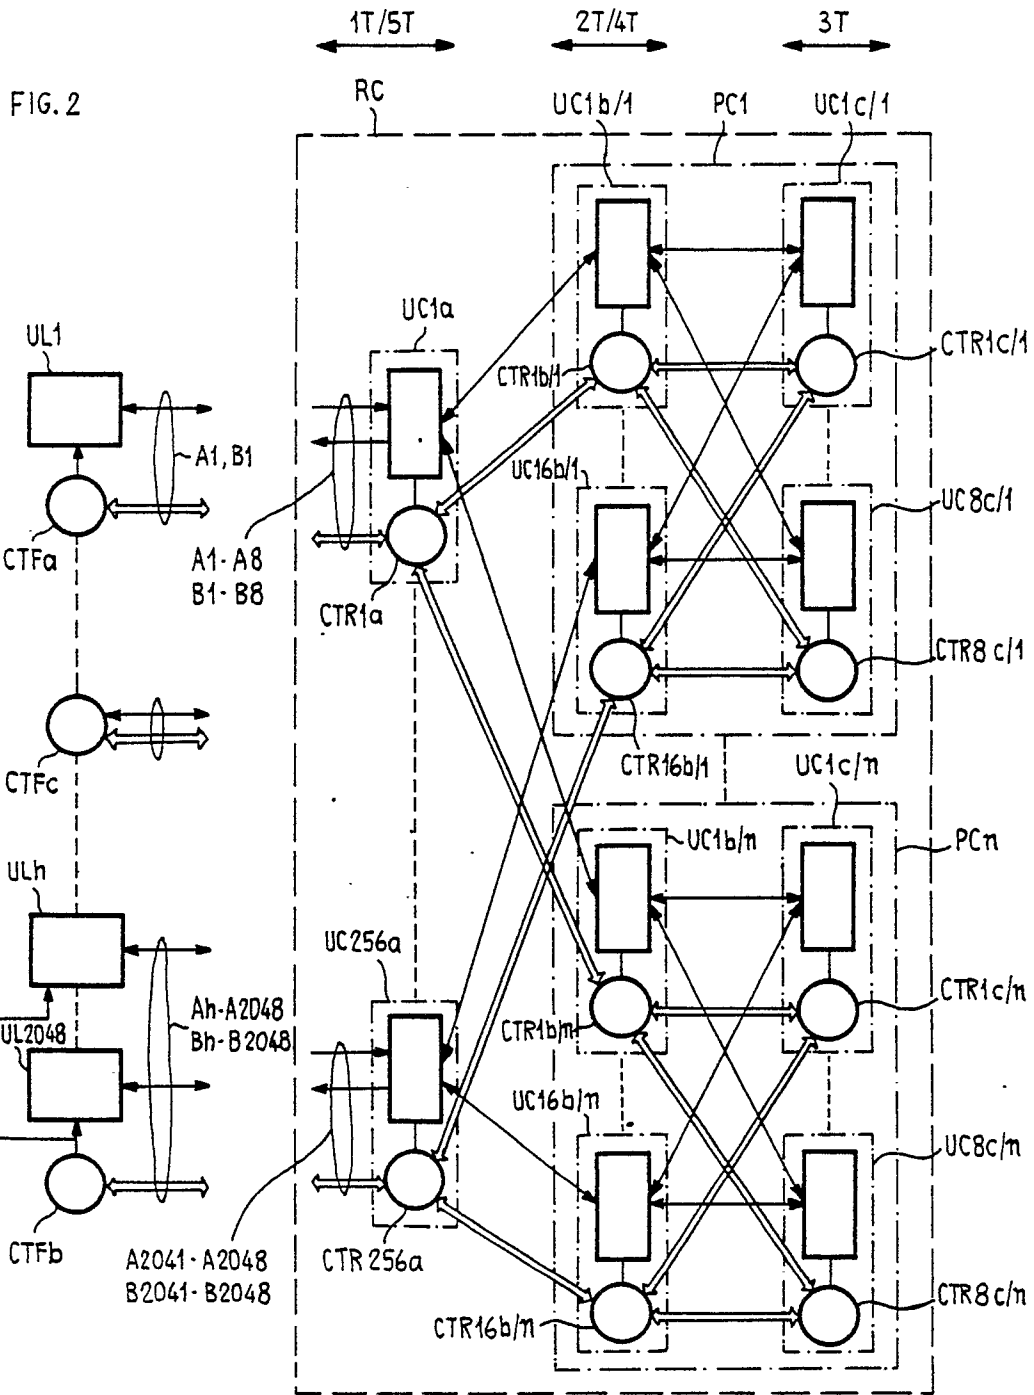 1T/5T
2T/4T
3T
FIG. 2
RC
UC1b/1
PC1
UC1c/1
UC1a
UL1
CTR1b/1
CTR1c/1
A1, B1
UC16b/1
UC8c/1
CTFa
A1-A8
B1-B8
CTR1a
CTR8c/1
CTFc
CTR16b/1
UC1c/n
UC1b/n
PCn
ULh
UC256a
Ah-A2048
Bh-B2048
CTR1c/n
UL2048
CTR1b/n
UC16b/n
UC8c/n
CTFb
A2041-A2048
B2041-B2048
CTR256a
CTR8c/n
CTR16b/n